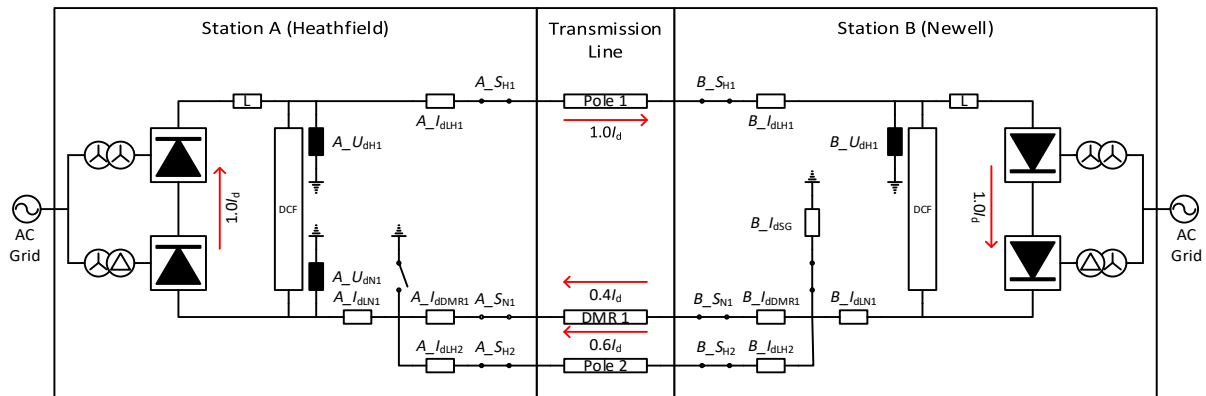 Station A (Heathfield)
Transmission
Line
Station B (Newell)
A_SH1
B_SH1
L
Pole 1
L
A_IdLH1
B_IdLH1
1.0Id
A_UdH1
B_UdH1
1.0Id
DCF
DCF
1.0Id
B_IdSG
AC
Grid
AC
Grid
A_UdN1
0.4Id
A_IdLN1
A_IdDMR1
A_SN1
B_SN1
B_IdDMR1
B_IdLN1
DMR 1
0.6Id
A_IdLH2
A_SH2
B_SH2
B_IdLH2
Pole 2